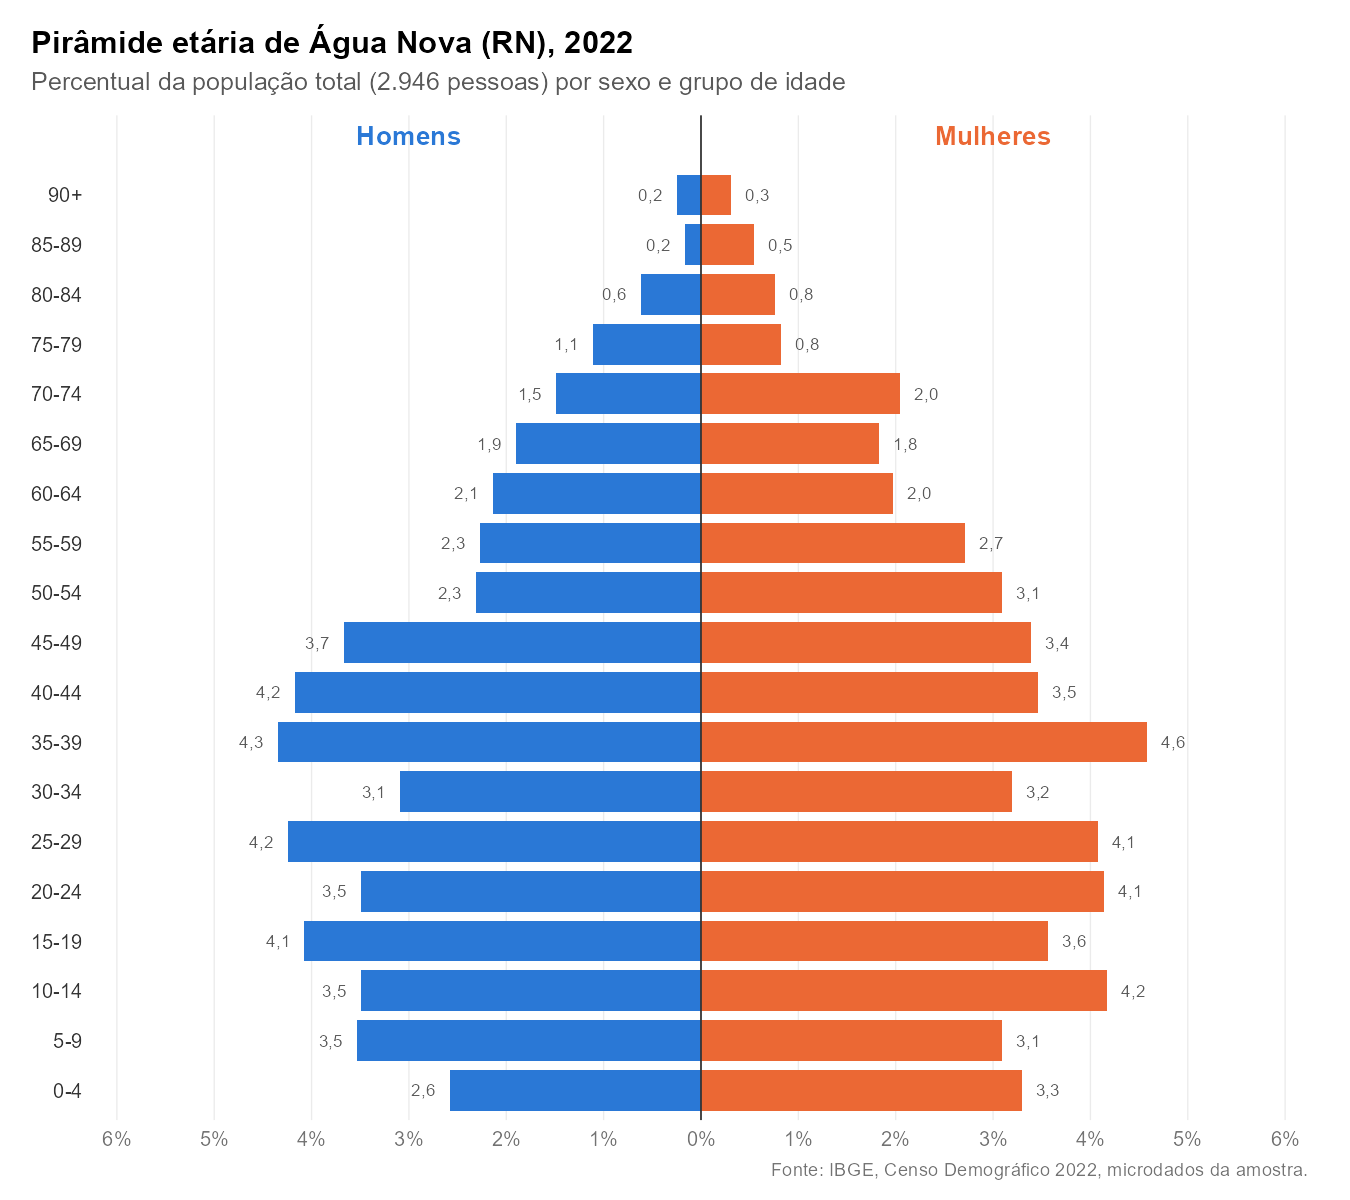 Pirâmide etária de Água Nova (RN), 2022
Percentual da população total (2.946 pessoas) por sexo e grupo de idade
Homens Mulheres
90+ 0,2 0,3
85-89 0,2 0,5
80-84 0,6 0,8
75-79 1,1 0,8
70-74 1,5 2,0
65-69 1,9 1,8
60-64 2,1 2,0
55-59 2,3 2,7
50-54 2,3 3,1
45-49 3,7 3,4
40-44 4,2 3,5
35-39 4,3 4,6
30-34 3,1 3,2
25-29 4,2 4,1
20-24 3,5 4,1
15-19 4,1 3,6
10-14 3,5 4,2
5-9 3,5 3,1
0-4 2,6 3,3
6% 5% 4% 3% 2% 1% 0% 1% 2% 3% 4% 5% 6%
Fonte: IBGE, Censo Demográfico 2022, microdados da amostra.